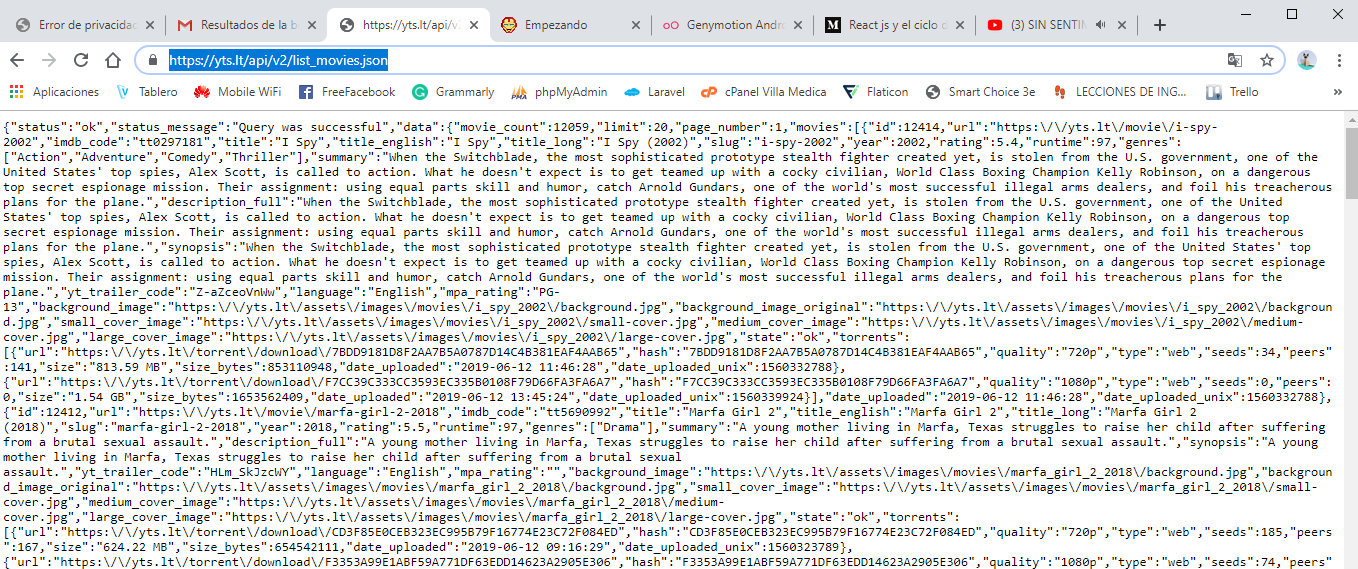 Error de privacidad
Resultados de la b
https://yts.lt/api/v
Empezando
Genymotion Andr
React js y el ciclo d
(3) SIN SENTIM
https://yts.lt/api/v2/list_movies.json
Aplicaciones
Tablero
Mobile WiFi
FreeFacebook
Grammarly
phpMyAdmin
Laravel
cPanel Villa Medica
Flaticon
Smart Choice 3e
LECCIONES DE ING...
Trello
»
{"status":"ok","status_message":"Query was successful","data":{"movie_count":12059,"limit":20,"page_number":1,"movies":[{"id":12414,"url":"https:\/\/yts.lt\/movie\/i-spy-
2002","imdb_code":"tt0297181","title":"I Spy","title_english":"I Spy","title_long":"I Spy (2002)","slug":"i-spy-2002","year":2002,"rating":5.4,"runtime":97,"genres":
["Action","Adventure","Comedy","Thriller"],"summary":"When the Switchblade, the most sophisticated prototype stealth fighter created yet, is stolen from the U.S. government, one of the
United States' top spies, Alex Scott, is called to action. What he doesn't expect is to get teamed up with a cocky civilian, World Class Boxing Champion Kelly Robinson, on a dangerous
top secret espionage mission. Their assignment: using equal parts skill and humor, catch Arnold Gundars, one of the world's most successful illegal arms dealers, and foil his treacherous
plans for the plane.","description_full":"When the Switchblade, the most sophisticated prototype stealth fighter created yet, is stolen from the U.S. government, one of the United
States' top spies, Alex Scott, is called to action. What he doesn't expect is to get teamed up with a cocky civilian, World Class Boxing Champion Kelly Robinson, on a dangerous top
secret espionage mission. Their assignment: using equal parts skill and humor, catch Arnold Gundars, one of the world's most successful illegal arms dealers, and foil his treacherous
plans for the plane.","synopsis":"When the Switchblade, the most sophisticated prototype stealth fighter created yet, is stolen from the U.S. government, one of the United States' top
spies, Alex Scott, is called to action. What he doesn't expect is to get teamed up with a cocky civilian, World Class Boxing Champion Kelly Robinson, on a dangerous top secret espionage
mission. Their assignment: using equal parts skill and humor, catch Arnold Gundars, one of the world's most successful illegal arms dealers, and foil his treacherous plans for the
plane.","yt_trailer_code":"Z-aZceoVnWw","language":"English","mpa_rating":"PG-
13","background_image":"https:\/\/yts.lt\/assets\/images\/movies\/i_spy_2002\/background.jpg","background_image_original":"https:\/\/yts.lt\/assets\/images\/movies\/i_spy_2002\/backgroun
d.jpg","small_cover_image":"https:\/\/yts.lt\/assets\/images\/movies\/i_spy_2002\/small-cover.jpg","medium_cover_image":"https:\/\/yts.lt\/assets\/images\/movies\/i_spy_2002\/medium-
cover.jpg","large_cover_image":"https:\/\/yts.lt\/assets\/images\/movies\/i_spy_2002\/large-cover.jpg","state":"ok","torrents":
[{"url":"https:\/\/yts.lt\/torrent\/download\/7BDD9181D8F2AA7B5A0787D14C4B381EAF4AAB65","hash":"7BDD9181D8F2AA7B5A0787D14C4B381EAF4AAB65","quality":"720p","type":"web","seeds":34,"peers"
:141,"size":"813.59 MB","size_bytes":853110948,"date_uploaded":"2019-06-12 11:46:28","date_uploaded_unix":1560332788},
{"url":"https:\/\/yts.lt\/torrent\/download\/F7CC39C333CC3593EC335B0108F79D66FA3FA6A7","hash":"F7CC39C333CC3593EC335B0108F79D66FA3FA6A7","quality":"1080p","type":"web","seeds":0,"peers":
0,"size":"1.54 GB","size_bytes":1653562409,"date_uploaded":"2019-06-12 13:45:24","date_uploaded_unix":1560339924}],"date_uploaded":"2019-06-12 11:46:28","date_uploaded_unix":1560332788},
{"id":12412,"url":"https:\/\/yts.lt\/movie\/marfa-girl-2-2018","imdb_code":"tt5690992","title":"Marfa Girl 2","title_english":"Marfa Girl 2","title_long":"Marfa Girl 2
(2018)","slug":"marfa-girl-2-2018","year":2018,"rating":5.5,"runtime":97,"genres":["Drama"],"summary":"A young mother living in Marfa, Texas struggles to raise her child after suffering
from a brutal sexual assault.","description_full":"A young mother living in Marfa, Texas struggles to raise her child after suffering from a brutal sexual assault.","synopsis":"A young
mother living in Marfa, Texas struggles to raise her child after suffering from a brutal sexual
assault.","yt_trailer_code":"HLm_SkJzcWY","language":"English","mpa_rating":"","background_image":"https:\/\/yts.lt\/assets\/images\/movies\/marfa_girl_2_2018\/background.jpg","backgrou
nd_image_original":"https:\/\/yts.lt\/assets\/images\/movies\/marfa_girl_2_2018\/background.jpg","small_cover_image":"https:\/\/yts.lt\/assets\/images\/movies\/marfa_girl_2_2018\/small-
cover.jpg","medium_cover_image":"https:\/\/yts.lt\/assets\/images\/movies\/marfa_girl_2_2018\/medium-
cover.jpg","large_cover_image":"https:\/\/yts.lt\/assets\/images\/movies\/marfa_girl_2_2018\/large-cover.jpg","state":"ok","torrents":
[{"url":"https:\/\/yts.lt\/torrent\/download\/CD3F85E0CEB323EC995B79F16774E23C72F084ED","hash":"CD3F85E0CEB323EC995B79F16774E23C72F084ED","quality":"720p","type":"web","seeds":185,"peers
":167,"size":"624.22 MB","size_bytes":654542111,"date_uploaded":"2019-06-12 09:16:29","date_uploaded_unix":1560323789},
{"url":"https:\/\/yts.lt\/torrent\/download\/F3353A99E1ABF59A771DF63EDD14623A2905E306","hash":"F3353A99E1ABF59A771DF63EDD14623A2905E306","quality":"1080p","type":"web","seeds":74,"peers"